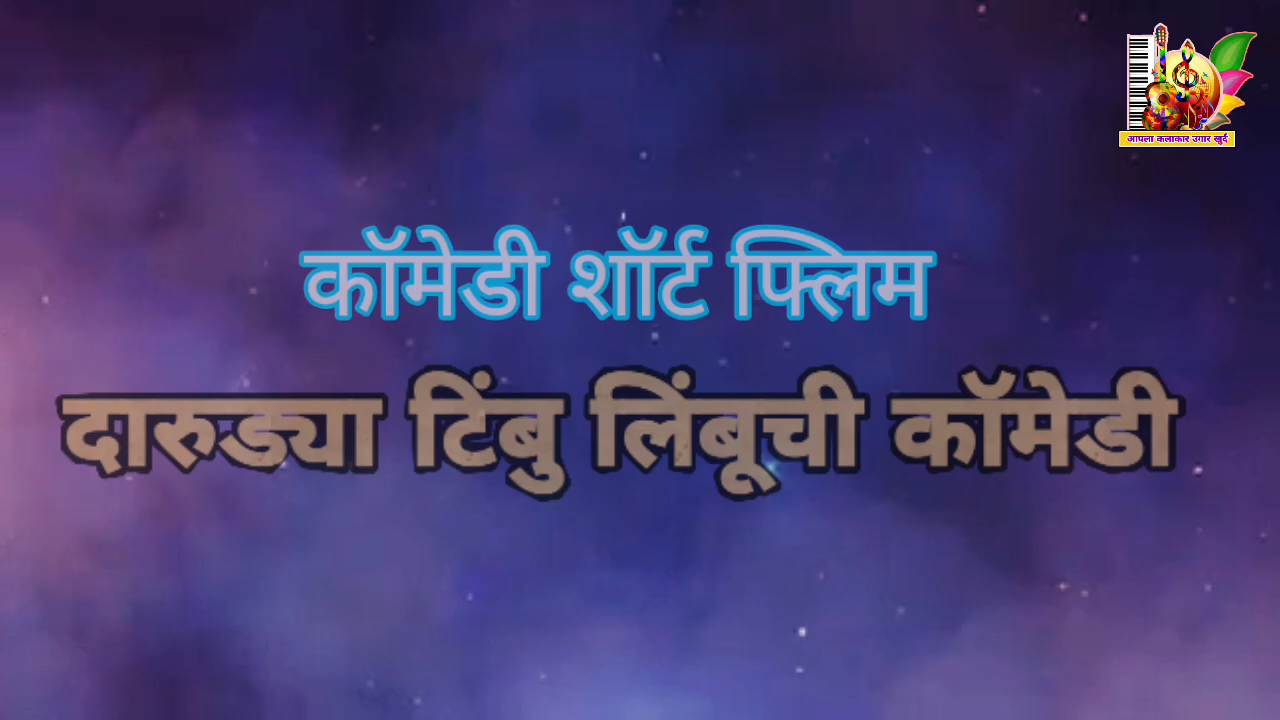 आपला कलाकार उगार खुर्द
कॉमेडी शॉर्ट फ्लिम
दारुड्या टिंबु लिंबूची कॉमेडी